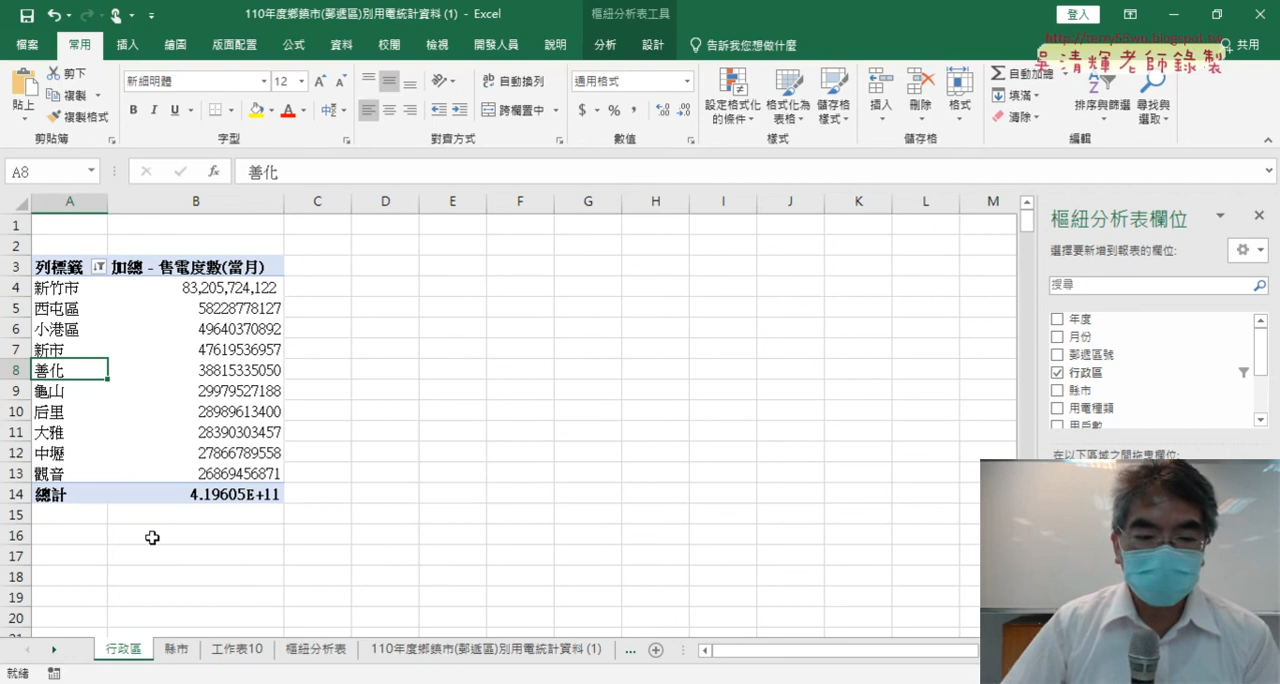 110年度鄉鎮市(郵遞區)別用電統計資料 (1) - Excel
樞紐分析表工具
登入
檔案 常用 插入 繪圖 版面配置 公式 資料 校閱 檢視 開發人員 說明 分析 設計 告訴我您想做什麼 共用
http://terry55wu.blogspot.tw
吳清輝老師錄製
貼上 剪下 複製 複製格式 剪貼簿
新細明體 12 B I U 字型
自動換列 跨欄置中 對齊方式
通用格式 $ % 數值
設定格式化的條件 格式化為表格 儲存格樣式 樣式
插入 刪除 格式 儲存格
自動加總 填滿 清除 排序與篩選 尋找與選取 編輯
A8 fx 善化
A B C D E F G H I J K L M
1
2
3 列標籤 加總 - 售電度數(當月)
4 新竹市 83,205,724,122
5 西屯區 58228778127
6 小港區 49640370892
7 新市 47619536957
8 善化 38815335050
9 龜山 29979527188
10 后里 28989613400
11 大雅 28390303457
12 中壢 27866789558
13 觀音 26869456871
14 總計 4.19605E+11
15
16
17
18
19
20
樞紐分析表欄位
選擇要新增到報表的欄位:
搜尋
年度
月份
郵遞區號
行政區
縣市
用電種類
用戶數
在以下區域之間拖曳欄位:
行政區 縣市 工作表10 樞紐分析表 110年度鄉鎮市(郵遞區)別用電統計資料 (1) ...
就緒